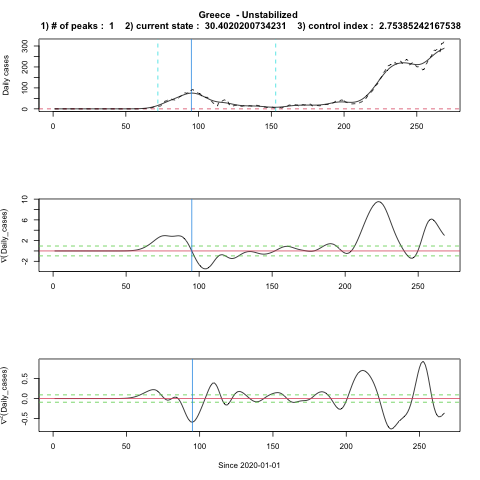 Greece - Unstabilized
1) # of peaks : 1 2) current state : 30.4020200734231 3) control index : 2.75385242167538
Daily cases
300
200
100
0
0 50 100 150 200 250
∇(Daily_cases)
10
6
2
-2
0 50 100 150 200 250
∇²(Daily_cases)
0.5
0.0
-0.5
0 50 100 150 200 250
Since 2020-01-01